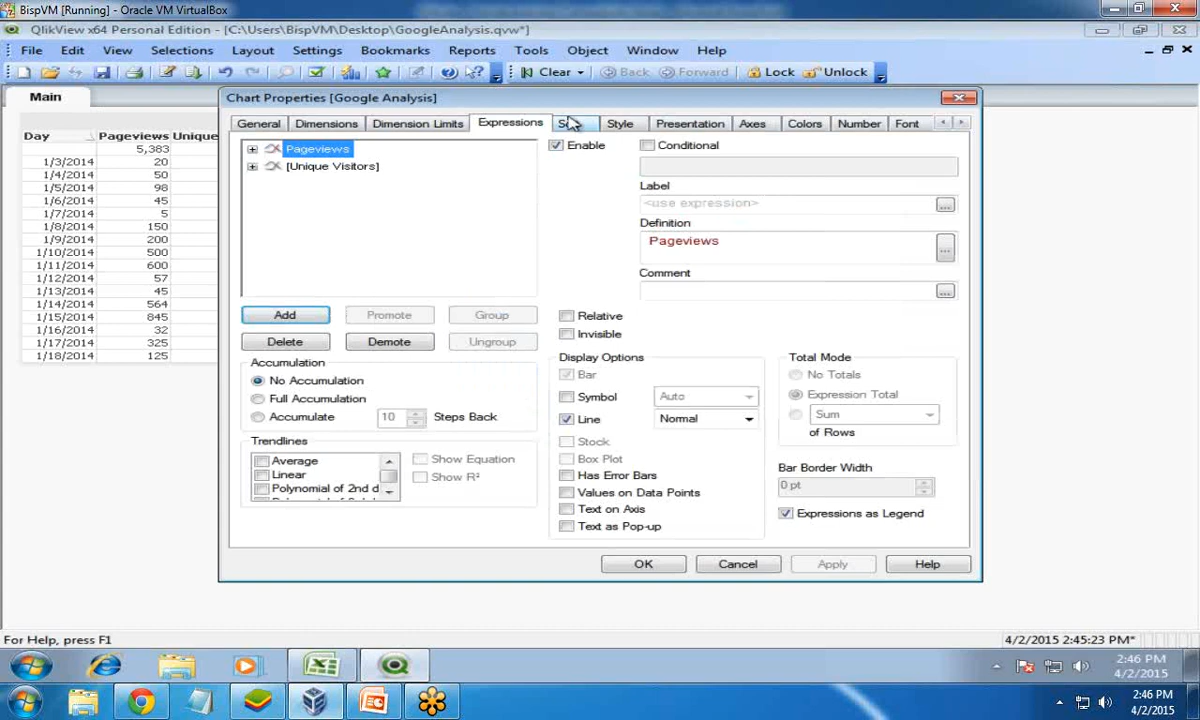 BispVM [Running] - Oracle VM VirtualBox
QlikView x64 Personal Edition - [C:\Users\BispVM\Desktop\GoogleAnalysis.qvw*]
File Edit View Selections Layout Settings Bookmarks Reports Tools Object Window Help
Clear Back Forward Lock Unlock
Main
Chart Properties [Google Analysis]
General Dimensions Dimension Limits Expressions Style Presentation Axes Colors Number Font
Day Pageviews Unique
5,383
1/3/2014 20
1/4/2014 50
1/5/2014 98
1/6/2014 45
1/7/2014 5
1/8/2014 150
1/9/2014 200
1/10/2014 500
1/11/2014 600
1/12/2014 57
1/13/2014 45
1/14/2014 564
1/15/2014 845
1/16/2014 32
1/17/2014 325
1/18/2014 125
Pageviews
[Unique Visitors]
Enable
Conditional
Label
<use expression>
...
Definition
Pageviews
...
Comment
...
Add Promote Group
Delete Demote Ungroup
Relative
Invisible
Accumulation
No Accumulation
Full Accumulation
Accumulate 10 Steps Back
Trendlines
Average
Linear
Polynomial of 2nd d
Show Equation
Show R²
Display Options
Bar
Symbol Auto
Line Normal
Stock
Box Plot
Has Error Bars
Values on Data Points
Text on Axis
Text as Pop-up
Total Mode
No Totals
Expression Total
Sum
of Rows
Bar Border Width
0 pt
Expressions as Legend
OK Cancel Apply Help
For Help, press F1
4/2/2015 2:45:23 PM*
2:46 PM
4/2/2015
2:46 PM
4/2/2015